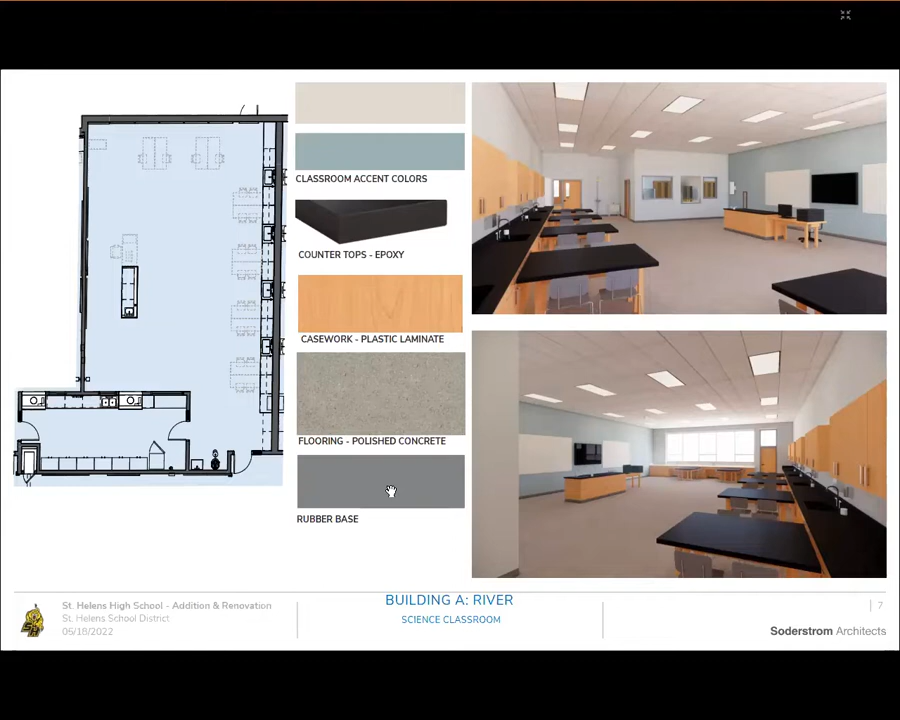 CLASSROOM ACCENT COLORS
COUNTER TOPS - EPOXY
CASEWORK - PLASTIC LAMINATE
FLOORING - POLISHED CONCRETE
RUBBER BASE
St. Helens High School - Addition & Renovation
St. Helens School District
05/18/2022
BUILDING A: RIVER
SCIENCE CLASSROOM
| 7
Soderstrom Architects